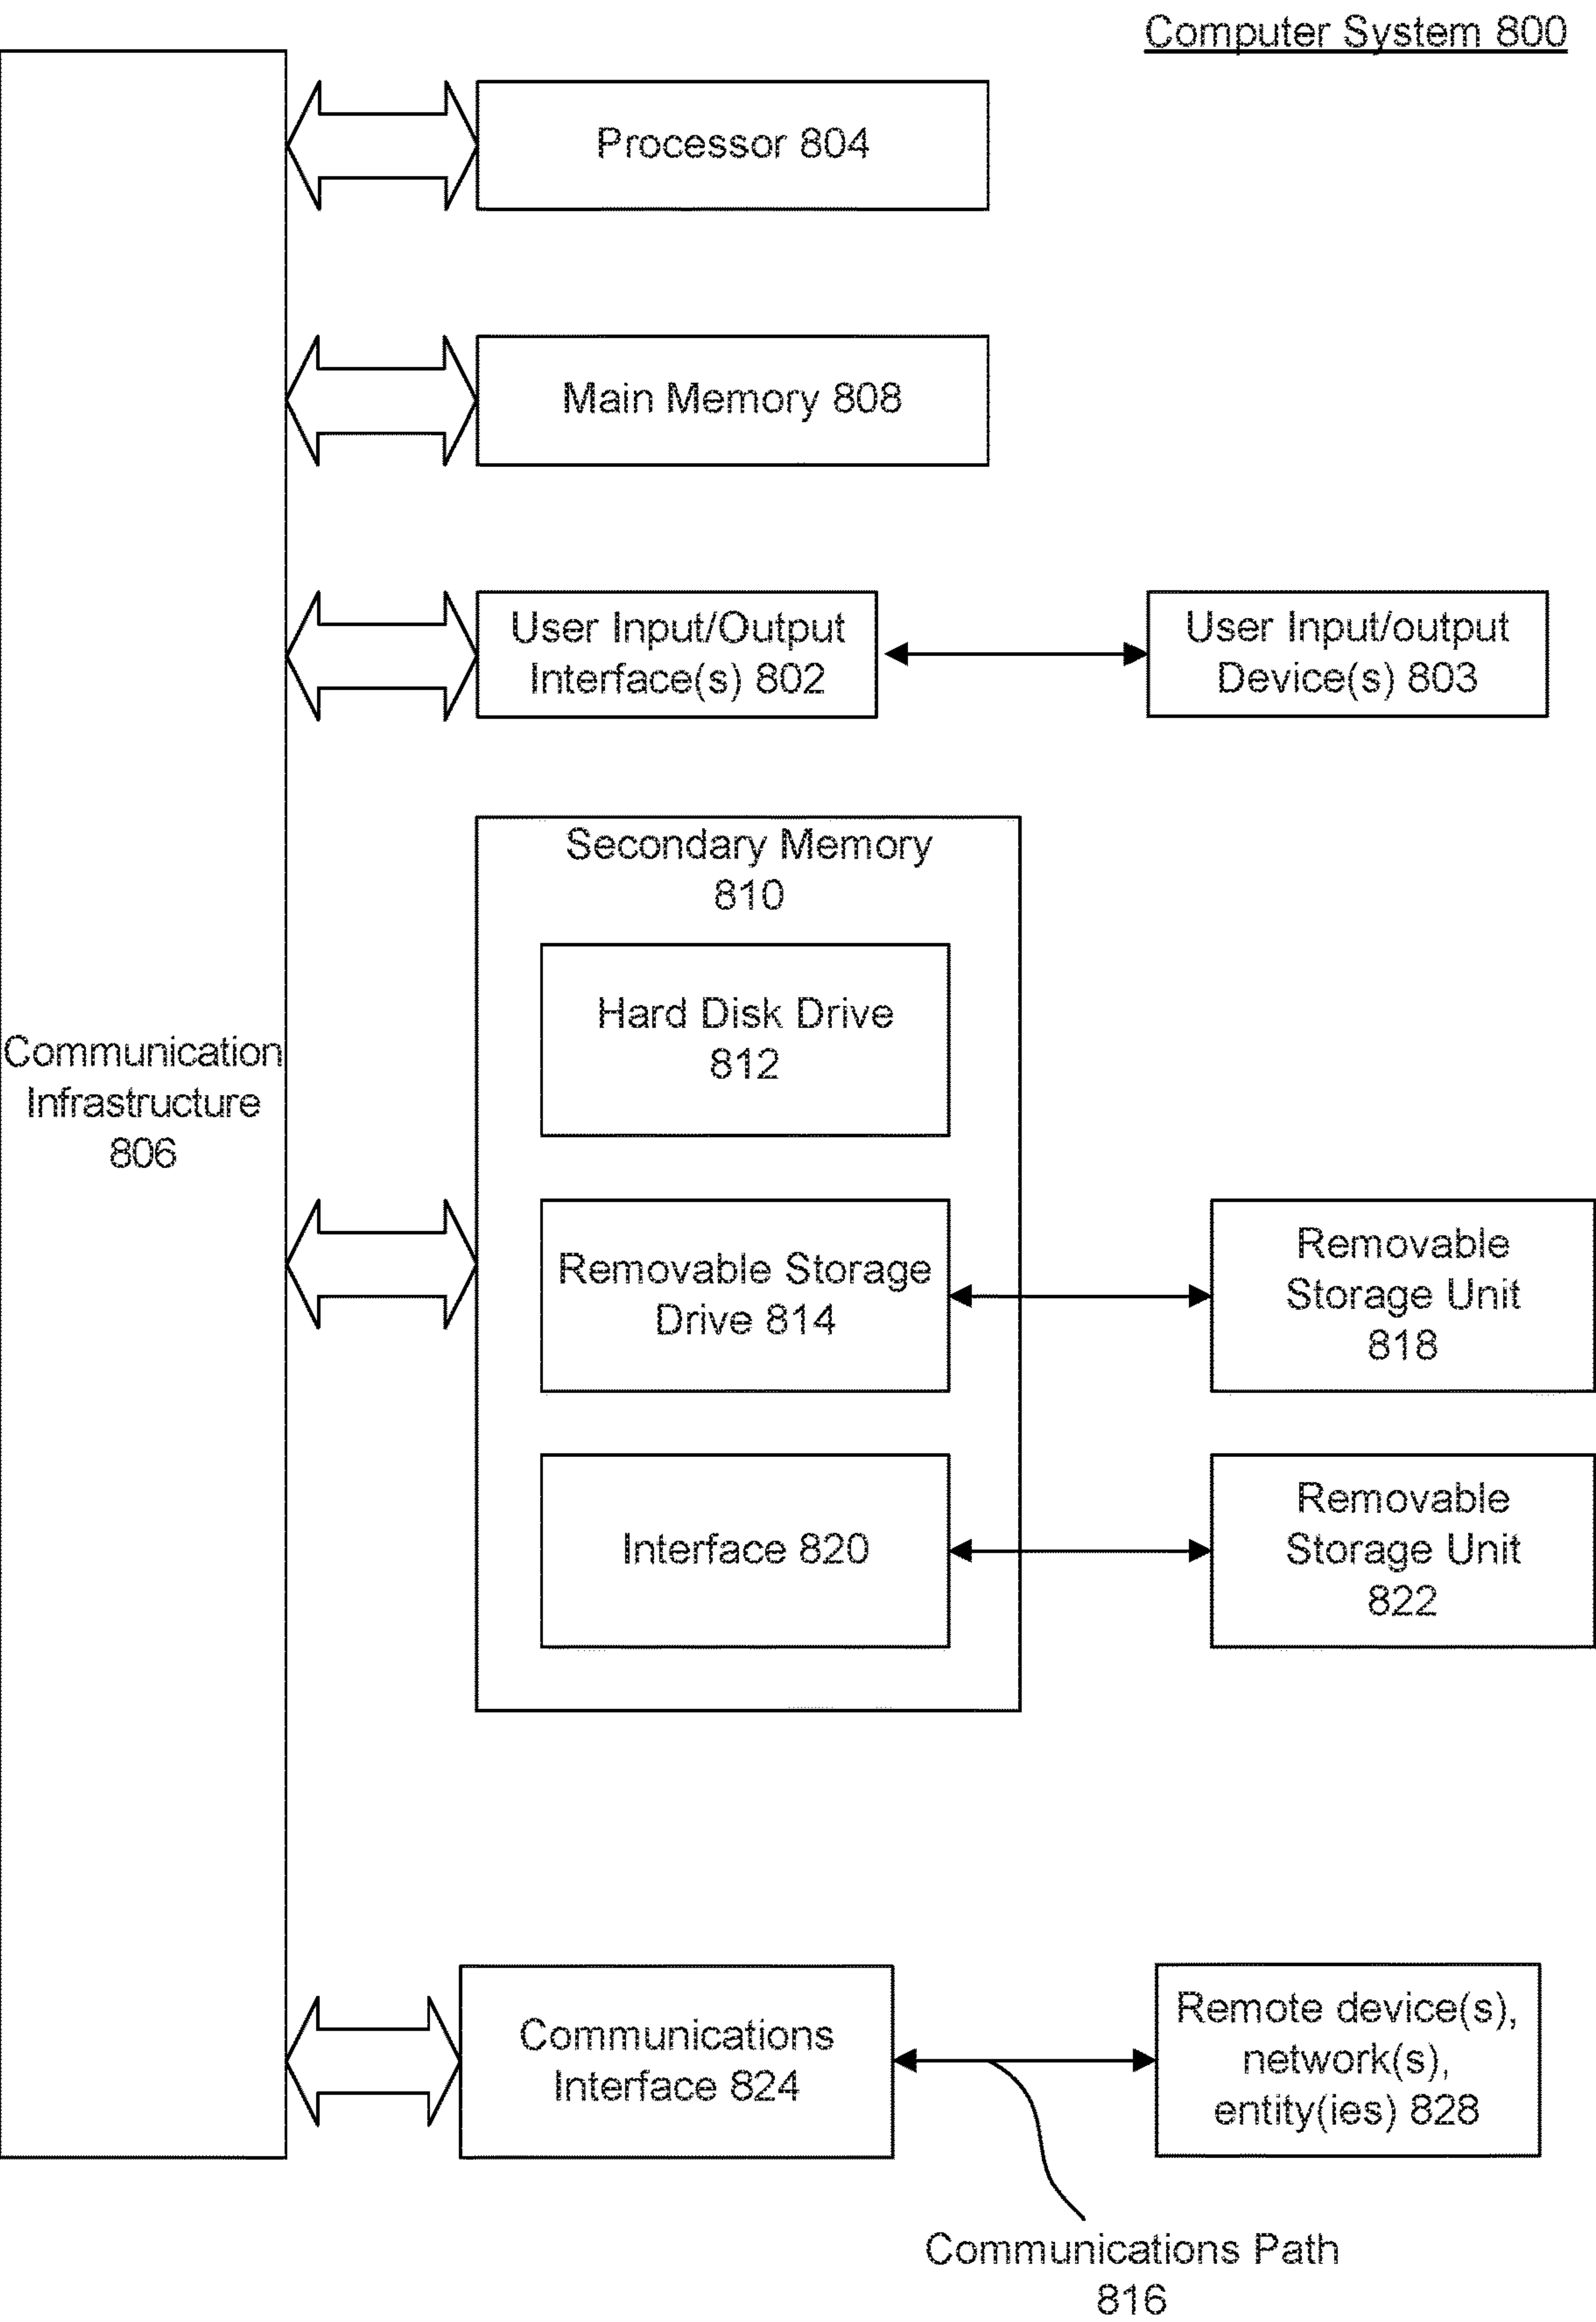 Computer System 800
Processor 804
Main Memory 808
User Input/Output
Interface(s) 802
User Input/output
Device(s) 803
Secondary Memory
810
Hard Disk Drive
812
Communication
Infrastructure
806
Removable Storage
Drive 814
Removable
Storage Unit
818
Interface 820
Removable
Storage Unit
822
Communications
Interface 824
Remote device(s),
network(s),
entity(ies) 828
Communications Path
816